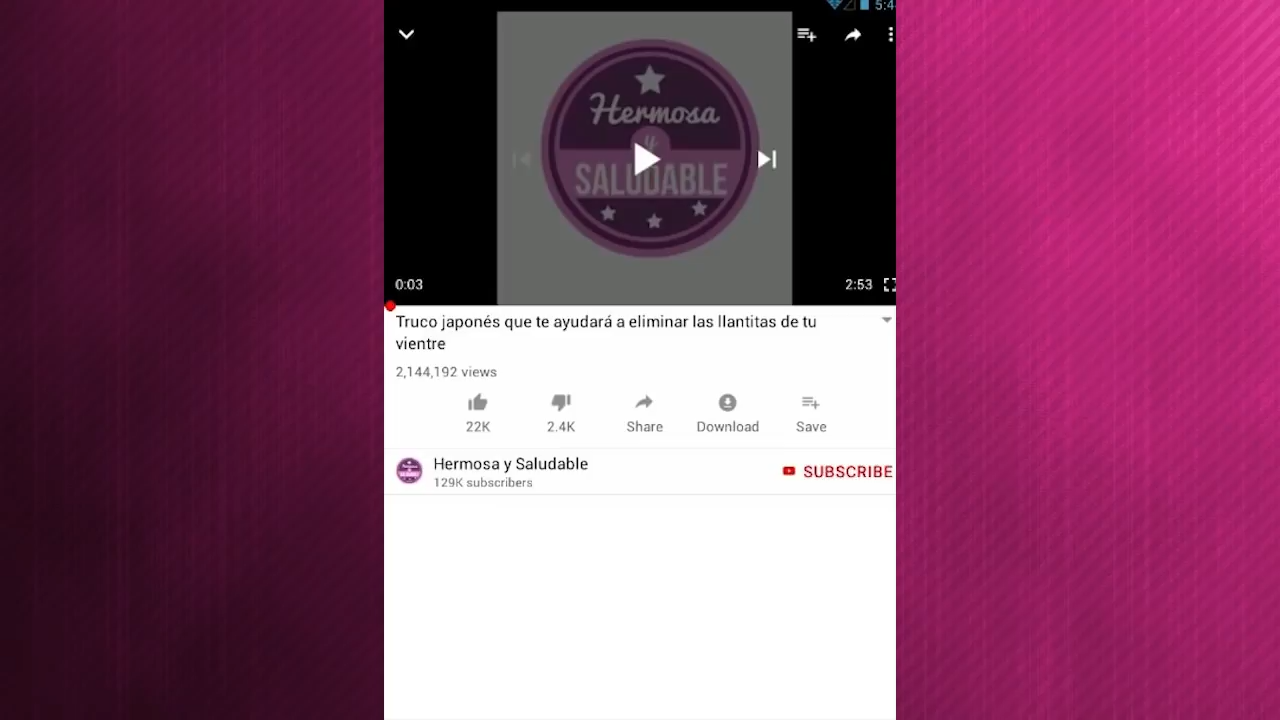 5:4
Hermosa
y
SALUDABLE
0:03
2:53
Truco japonés que te ayudará a eliminar las llantitas de tu
vientre
2,144,192 views
22K
2.4K
Share
Download
Save
Hermosa y Saludable
129K subscribers
SUBSCRIBE